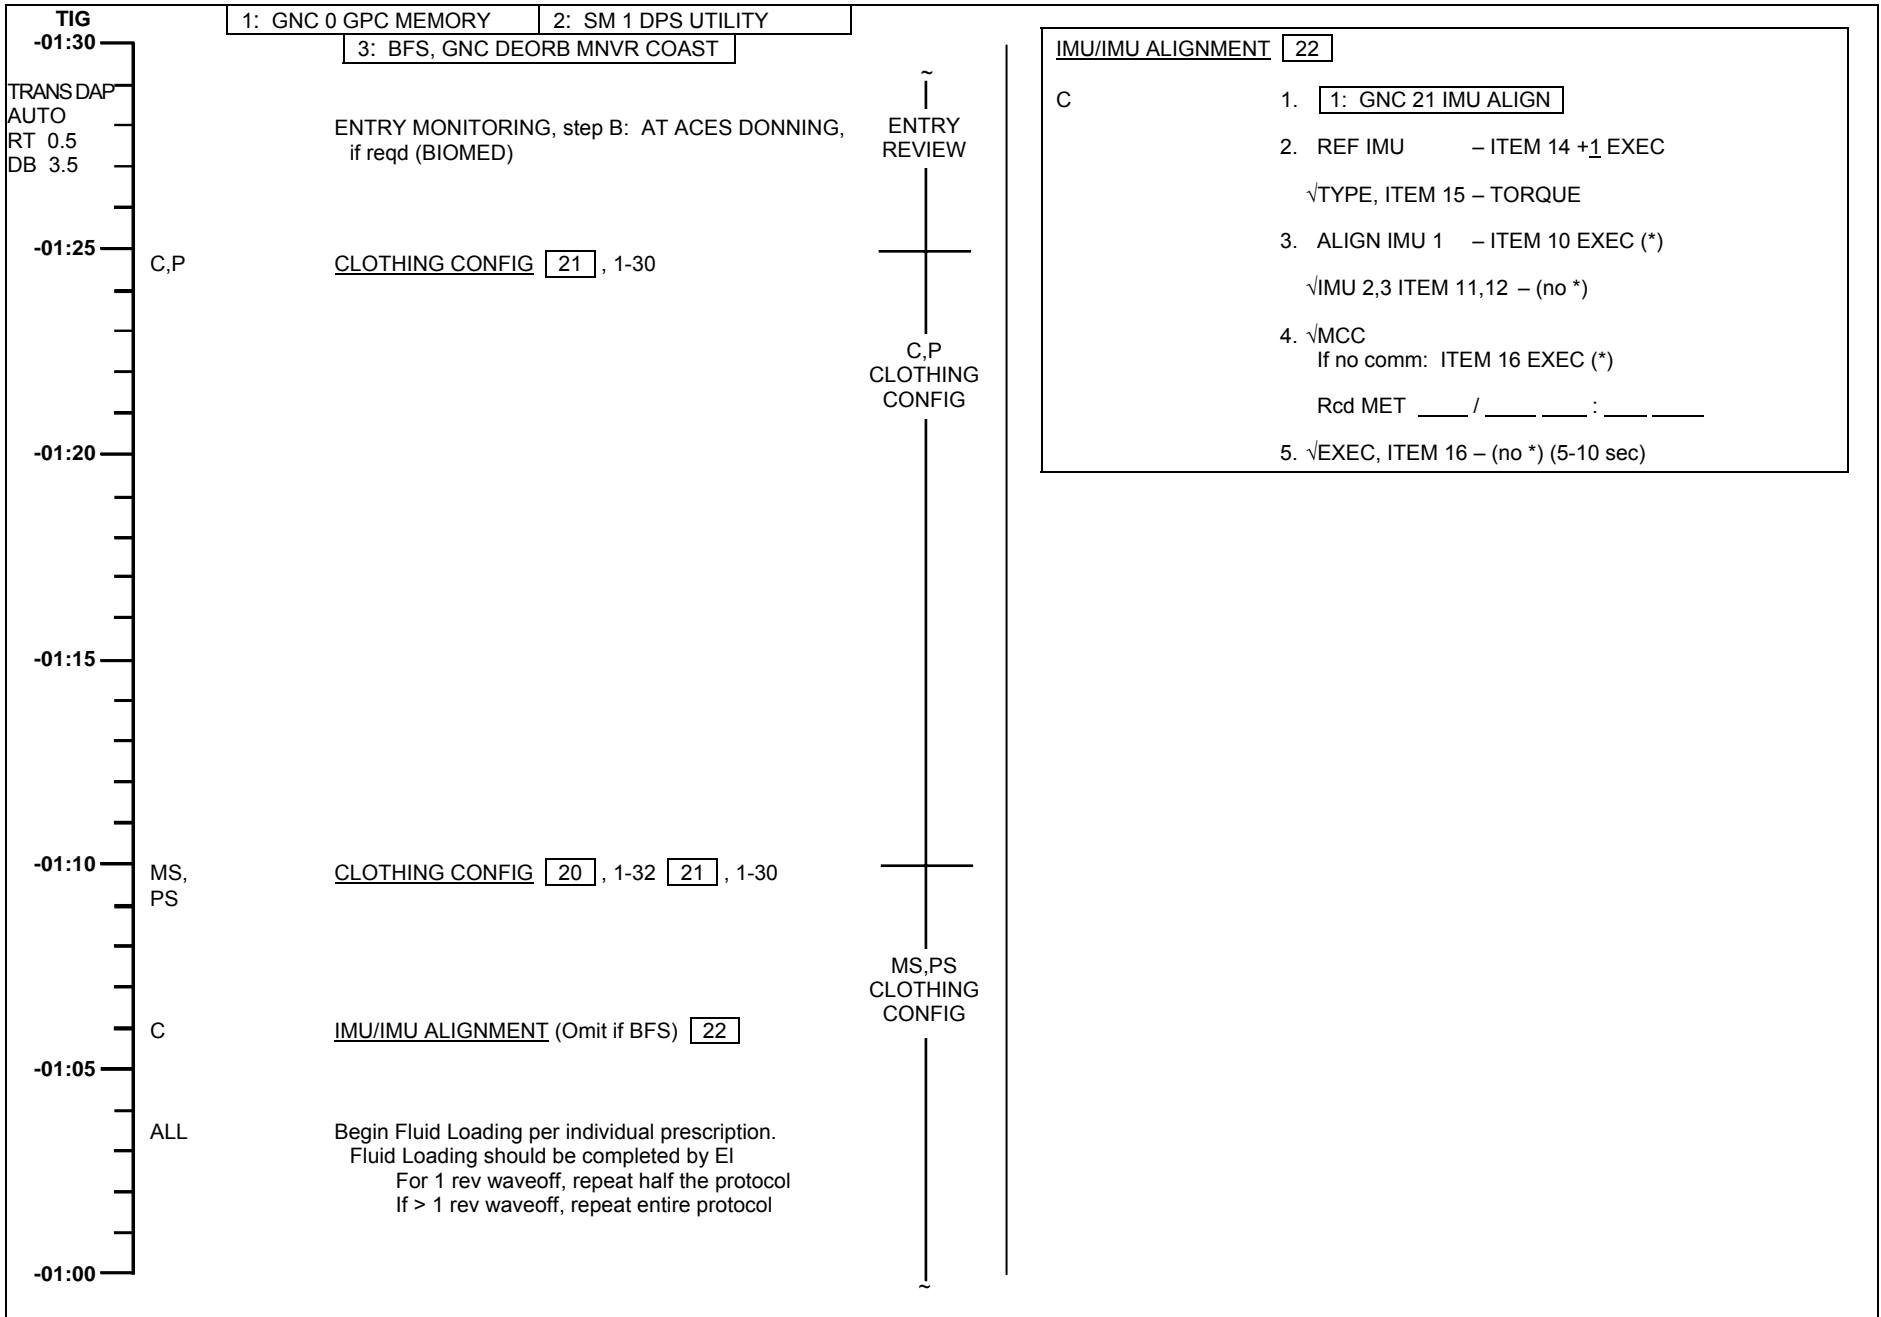 TIG
1: GNC 0 GPC MEMORY 2: SM 1 DPS UTILITY
3: BFS, GNC DEORB MNVR COAST
-01:30
TRANS DAP
AUTO
RT 0.5
DB 3.5
ENTRY MONITORING, step B: AT ACES DONNING,
if reqd (BIOMED)
~
ENTRY
REVIEW
-01:25
C,P CLOTHING CONFIG 21 , 1-30
C,P
CLOTHING
CONFIG
-01:20
-01:15
-01:10
MS, CLOTHING CONFIG 20 , 1-32 21 , 1-30
PS
MS,PS
CLOTHING
CONFIG
C IMU/IMU ALIGNMENT (Omit if BFS) 22
-01:05
ALL Begin Fluid Loading per individual prescription.
Fluid Loading should be completed by EI
For 1 rev waveoff, repeat half the protocol
If > 1 rev waveoff, repeat entire protocol
-01:00
~
IMU/IMU ALIGNMENT 22
C 1. 1: GNC 21 IMU ALIGN
2. REF IMU – ITEM 14 +1 EXEC
√TYPE, ITEM 15 – TORQUE
3. ALIGN IMU 1 – ITEM 10 EXEC (*)
√IMU 2,3 ITEM 11,12 – (no *)
4. √MCC
If no comm: ITEM 16 EXEC (*)
Rcd MET ____ / ____ ____ : ____ ____
5. √EXEC, ITEM 16 – (no *) (5-10 sec)